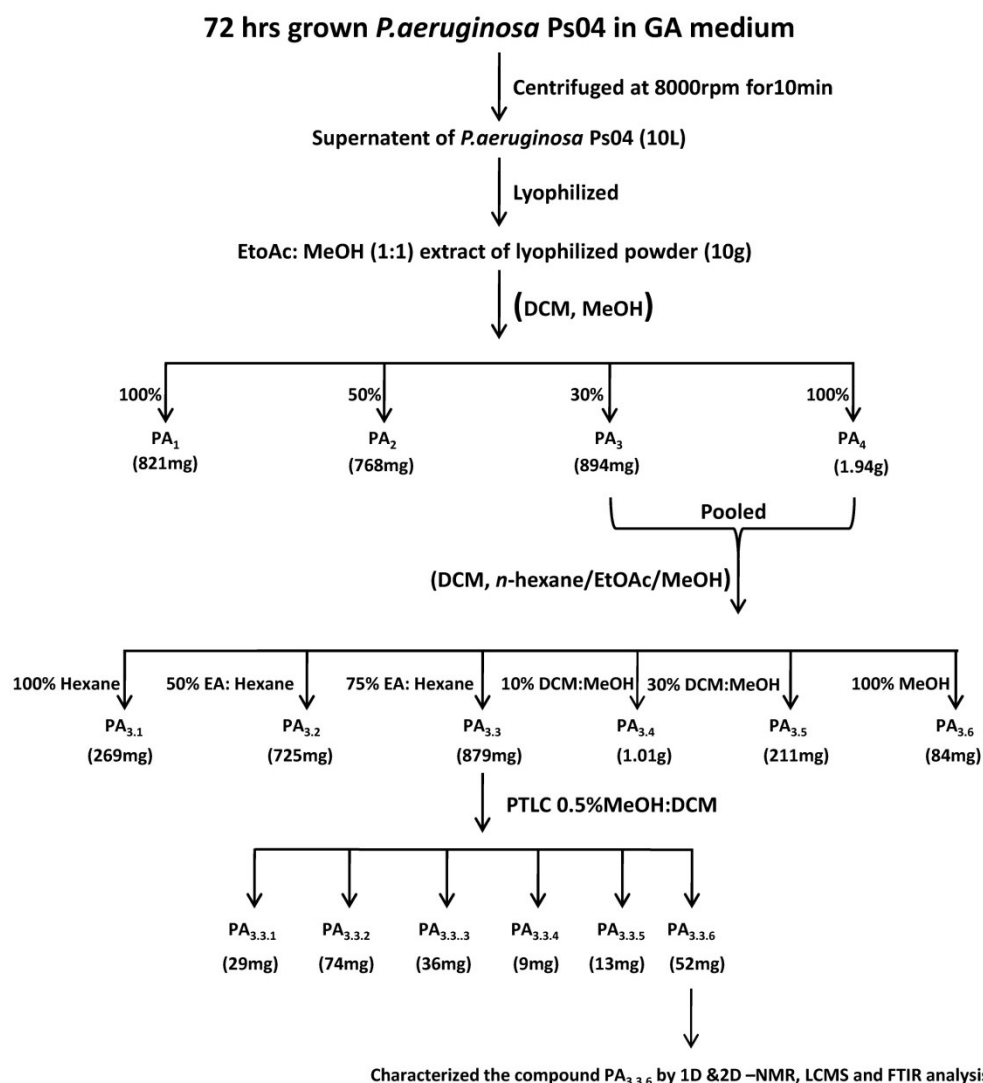 72 hrs grown P.aeruginosa Ps04 in GA medium
Centrifuged at 8000rpm for10min
Supernatent of P.aeruginosa Ps04 (10L)
Lyophilized
EtoAc: MeOH (1:1) extract of lyophilized powder (10g)
(DCM, MeOH)
100% 50% 30% 100%
PA1 PA2 PA3 PA4
(821mg) (768mg) (894mg) (1.94g)
Pooled
(DCM, n-hexane/EtOAc/MeOH)
100% Hexane 50% EA: Hexane 75% EA: Hexane 10% DCM:MeOH 30% DCM:MeOH 100% MeOH
PA3.1 PA3.2 PA3.3 PA3.4 PA3.5 PA3.6
(269mg) (725mg) (879mg) (1.01g) (211mg) (84mg)
PTLC 0.5%MeOH:DCM
PA3.3.1 PA3.3.2 PA3.3..3 PA3.3.4 PA3.3.5 PA3.3.6
(29mg) (74mg) (36mg) (9mg) (13mg) (52mg)
Characterized the compound PA3.3.6 by 1D &2D –NMR, LCMS and FTIR analysis